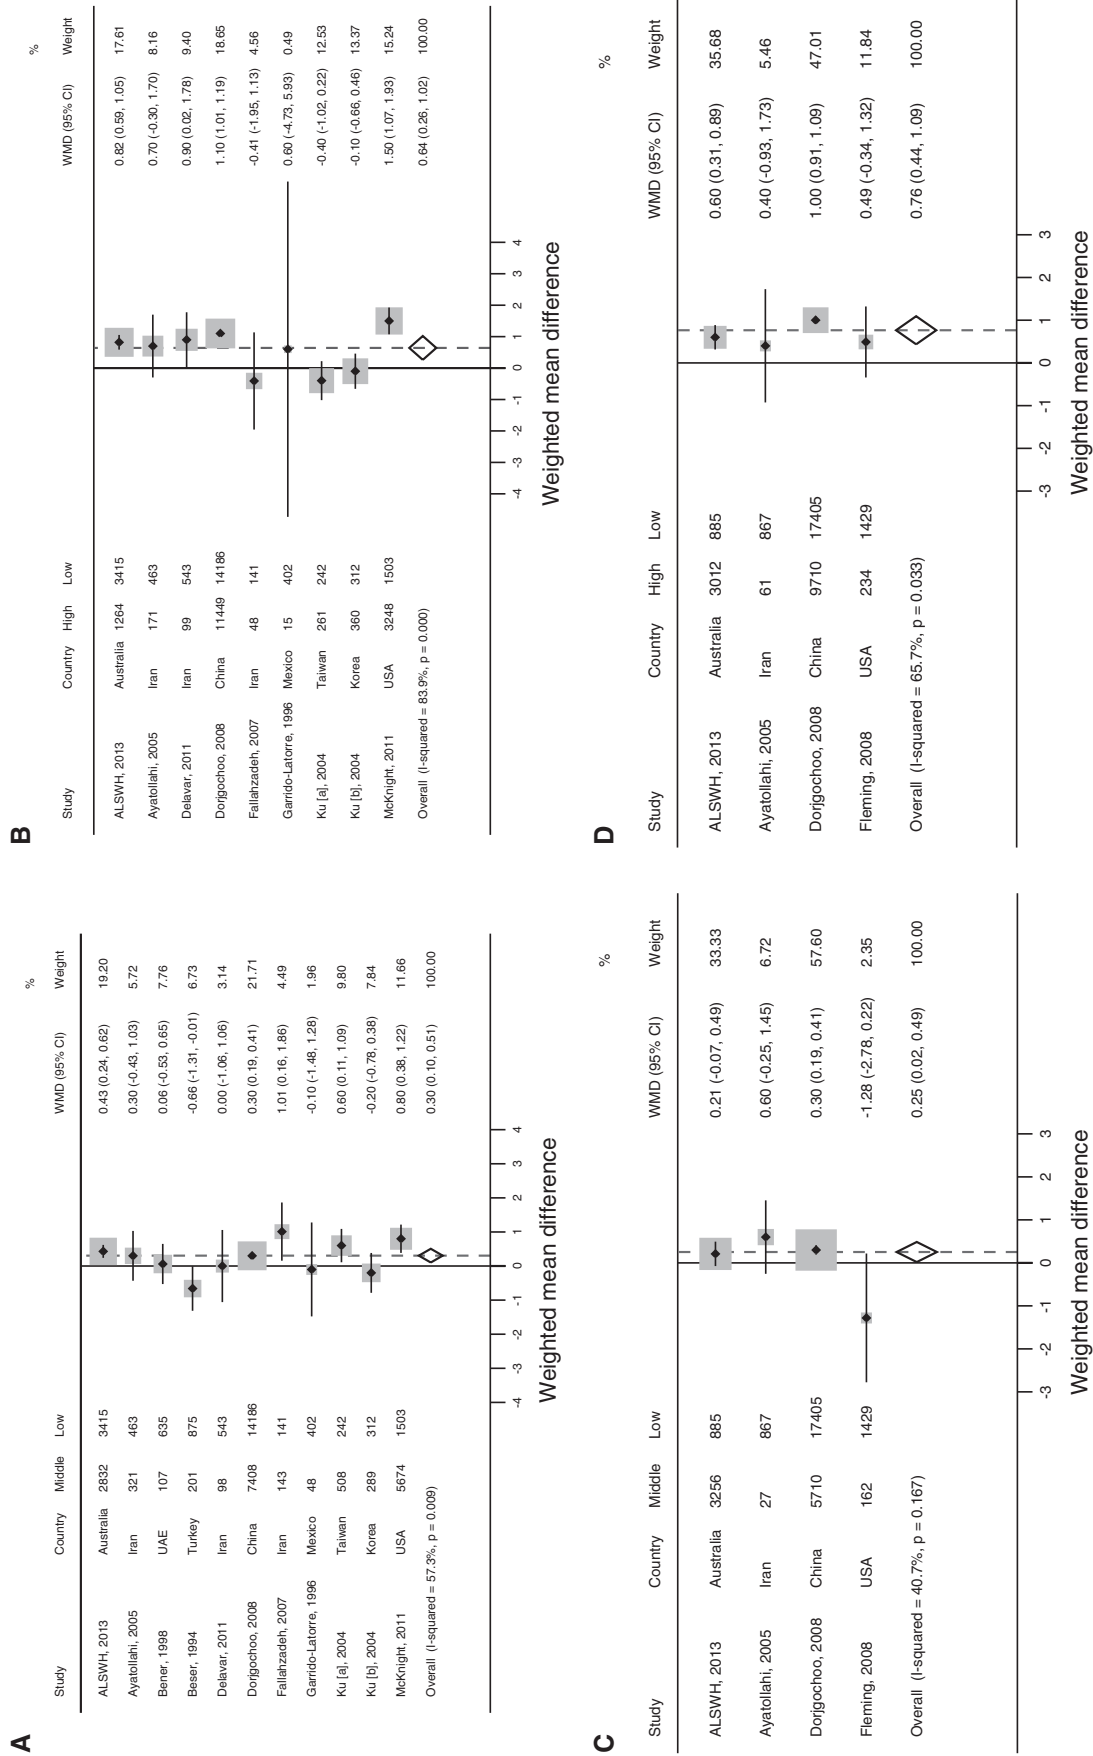 A
%
Study Country Middle Low WMD (95% CI) Weight
ALSWH, 2013 Australia 2832 3415 0.43 (0.24, 0.62) 19.20
Ayatollahi, 2005 Iran 321 463 0.30 (-0.43, 1.03) 5.72
Bener, 1998 UAE 107 635 0.06 (-0.53, 0.65) 7.76
Beser, 1994 Turkey 201 875 -0.66 (-1.31, -0.01) 6.73
Delavar, 2011 Iran 98 543 0.00 (-1.06, 1.06) 3.14
Dorjgochoo, 2008 China 7408 14186 0.30 (0.19, 0.41) 21.71
Fallahzadeh, 2007 Iran 143 141 1.01 (0.16, 1.86) 4.49
Garrido-Latorre, 1996 Mexico 48 402 -0.10 (-1.48, 1.28) 1.96
Ku [a], 2004 Taiwan 508 242 0.60 (0.11, 1.09) 9.80
Ku [b], 2004 Korea 289 312 -0.20 (-0.78, 0.38) 7.84
McKnight, 2011 USA 5674 1503 0.80 (0.38, 1.22) 11.66
Overall (I-squared = 57.3%, p = 0.009) 0.30 (0.10, 0.51) 100.00
-4 -3 -2 -1 0 1 2 3 4
Weighted mean difference
B
%
Study Country High Low WMD (95% CI) Weight
ALSWH, 2013 Australia 1264 3415 0.82 (0.59, 1.05) 17.61
Ayatollahi, 2005 Iran 171 463 0.70 (-0.30, 1.70) 8.16
Delavar, 2011 Iran 99 543 0.90 (0.02, 1.78) 9.40
Dorjgochoo, 2008 China 11449 14186 1.10 (1.01, 1.19) 18.65
Fallahzadeh, 2007 Iran 48 141 -0.41 (-1.95, 1.13) 4.56
Garrido-Latorre, 1996 Mexico 15 402 0.60 (-4.73, 5.93) 0.49
Ku [a], 2004 Taiwan 261 242 -0.40 (-1.02, 0.22) 12.53
Ku [b], 2004 Korea 360 312 -0.10 (-0.66, 0.46) 13.37
McKnight, 2011 USA 3248 1503 1.50 (1.07, 1.93) 15.24
Overall (I-squared = 83.9%, p = 0.000) 0.64 (0.26, 1.02) 100.00
-4 -3 -2 -1 0 1 2 3 4
Weighted mean difference
C
%
Study Country Middle Low WMD (95% CI) Weight
ALSWH, 2013 Australia 3256 885 0.21 (-0.07, 0.49) 33.33
Ayatollahi, 2005 Iran 27 867 0.60 (-0.25, 1.45) 6.72
Dorjgochoo, 2008 China 5710 17405 0.30 (0.19, 0.41) 57.60
Fleming, 2008 USA 162 1429 -1.28 (-2.78, 0.22) 2.35
Overall (I-squared = 40.7%, p = 0.167) 0.25 (0.02, 0.49) 100.00
-3 -2 -1 0 1 2 3
Weighted mean difference
D
%
Study Country High Low WMD (95% CI) Weight
ALSWH, 2013 Australia 3012 885 0.60 (0.31, 0.89) 35.68
Ayatollahi, 2005 Iran 61 867 0.40 (-0.93, 1.73) 5.46
Dorjgochoo, 2008 China 9710 17405 1.00 (0.91, 1.09) 47.01
Fleming, 2008 USA 234 1429 0.49 (-0.34, 1.32) 11.84
Overall (I-squared = 65.7%, p = 0.033) 0.76 (0.44, 1.09) 100.00
-3 -2 -1 0 1 2 3
Weighted mean difference